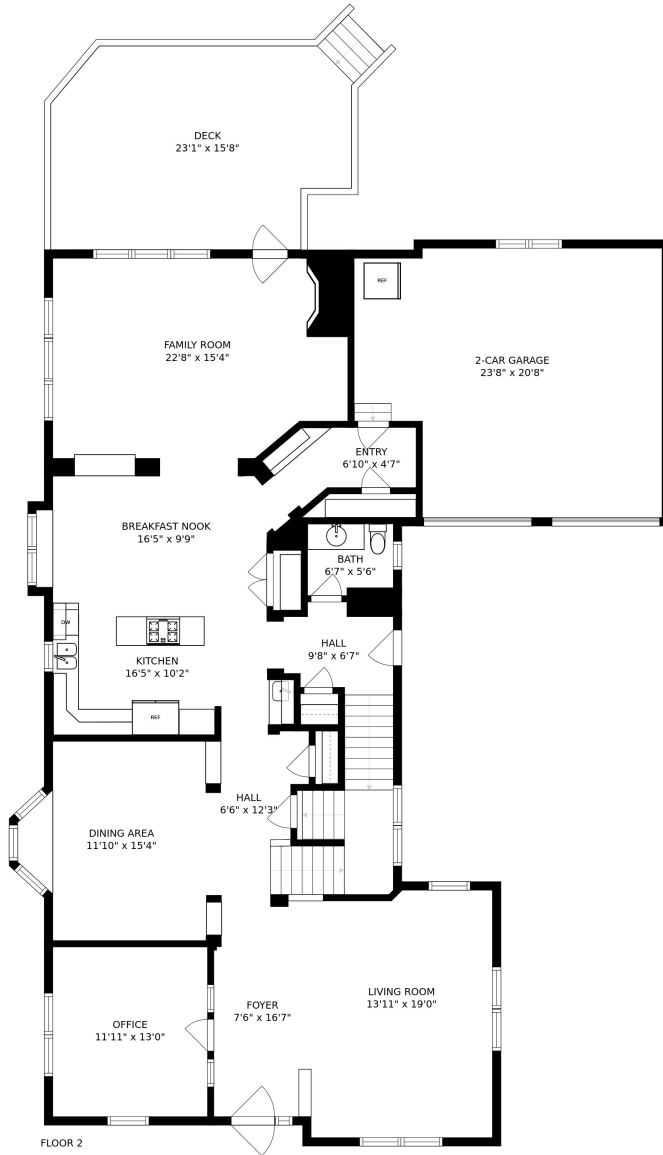 DECK
23'1" x 15'8"
REF
FAMILY ROOM
22'8" x 15'4"
2-CAR GARAGE
23'8" x 20'8"
ENTRY
6'10" x 4'7"
BREAKFAST NOOK
16'5" x 9'9"
BATH
6'7" x 5'6"
DW
HALL
9'8" x 6'7"
KITCHEN
16'5" x 10'2"
REF
HALL
6'6" x 12'3"
DINING AREA
11'10" x 15'4"
LIVING ROOM
13'11" x 19'0"
FOYER
7'6" x 16'7"
OFFICE
11'11" x 13'0"
FLOOR 2